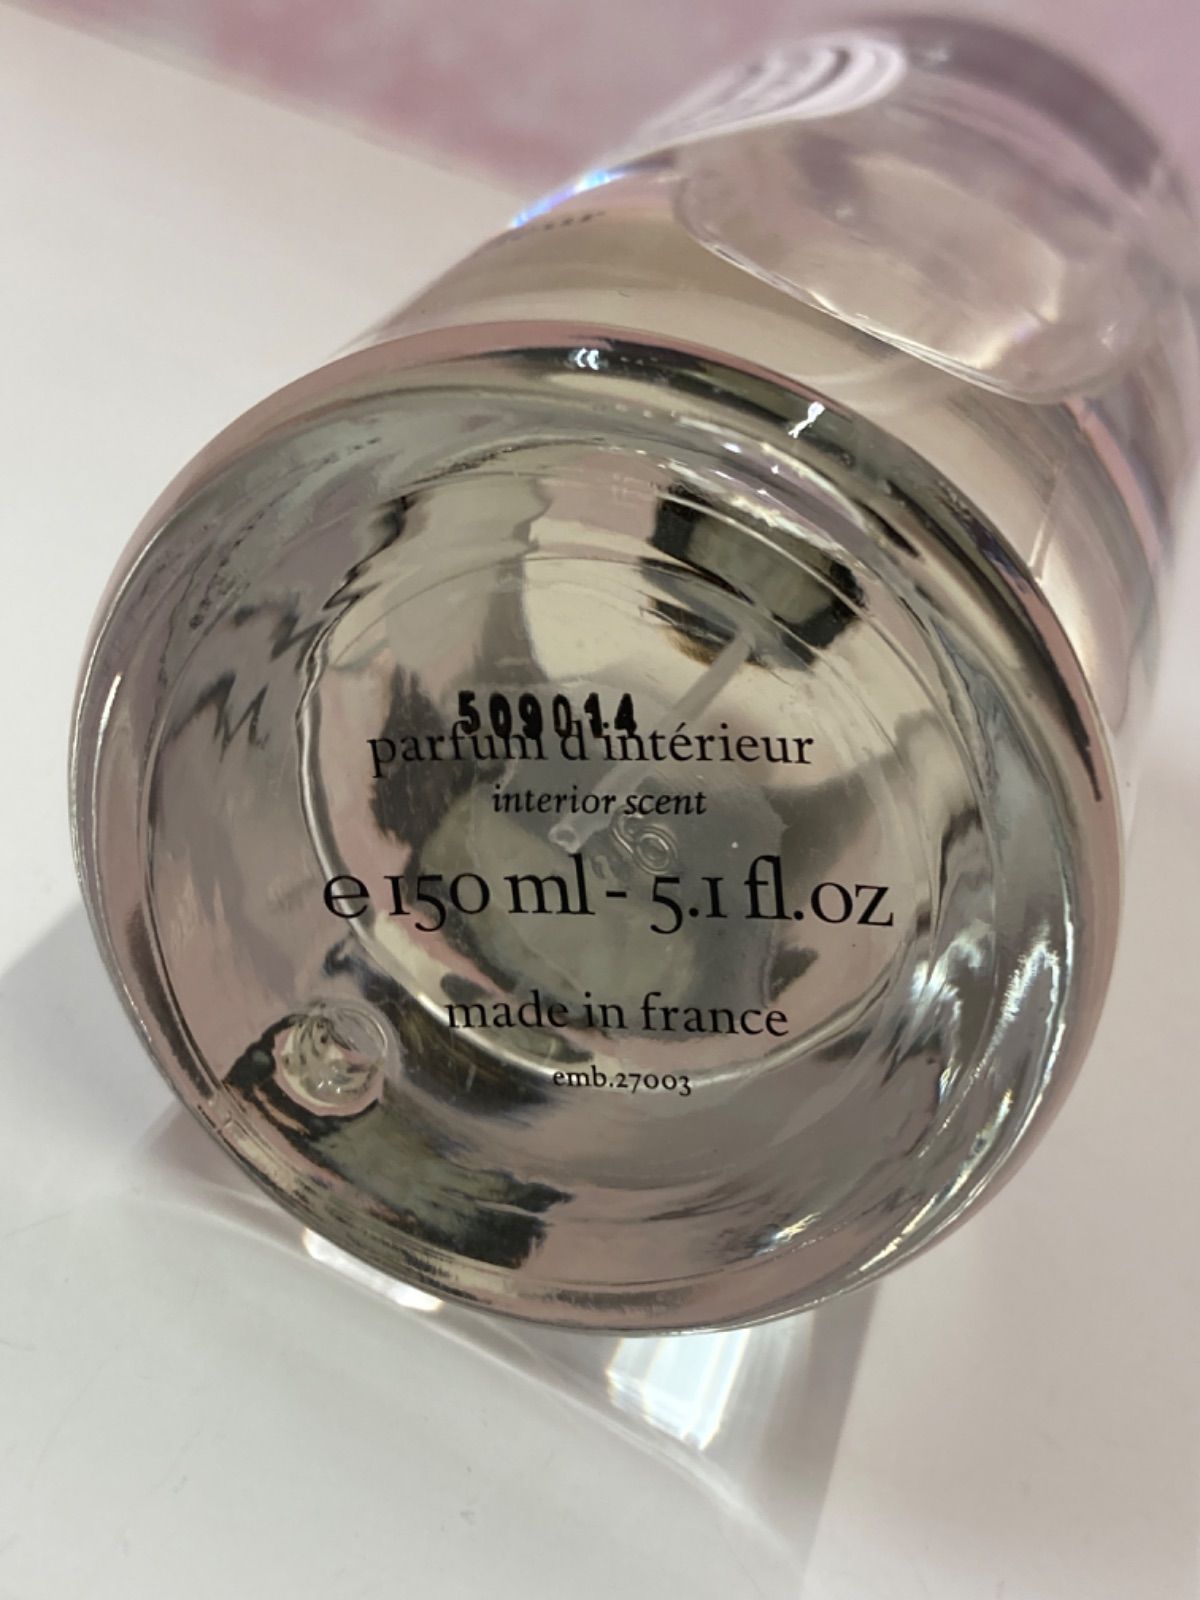 509014
parfum d'intérieur
interior scent
e 150 ml - 5.1 fl.oz
made in france
emb.27003